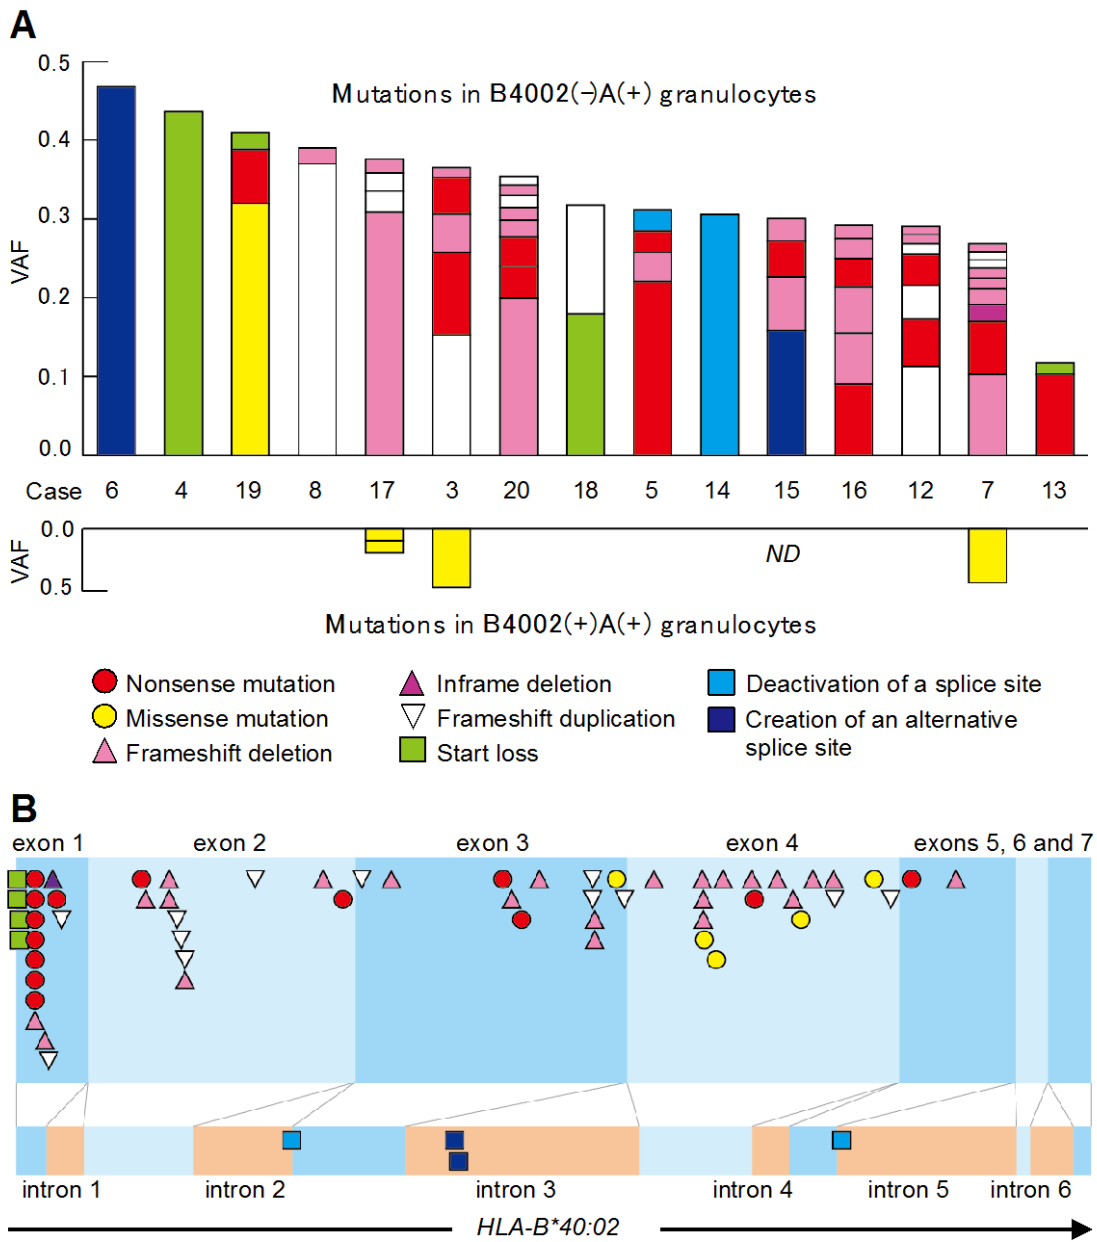 A
0.5
Mutations in B4002(-)A(+) granulocytes
0.4
0.3
VAF
0.2
0.1
0.0
Case 6 4 19 8 17 3 20 18 5 14 15 16 12 7 13
0.0
VAF
ND
0.5
Mutations in B4002(+)A(+) granulocytes
Nonsense mutation Inframe deletion Deactivation of a splice site
Missense mutation Frameshift duplication Creation of an alternative
splice site
Frameshift deletion Start loss
B
exon 1 exon 2 exon 3 exon 4 exons 5, 6 and 7
intron 1 intron 2 intron 3 intron 4 intron 5 intron 6
HLA-B*40:02